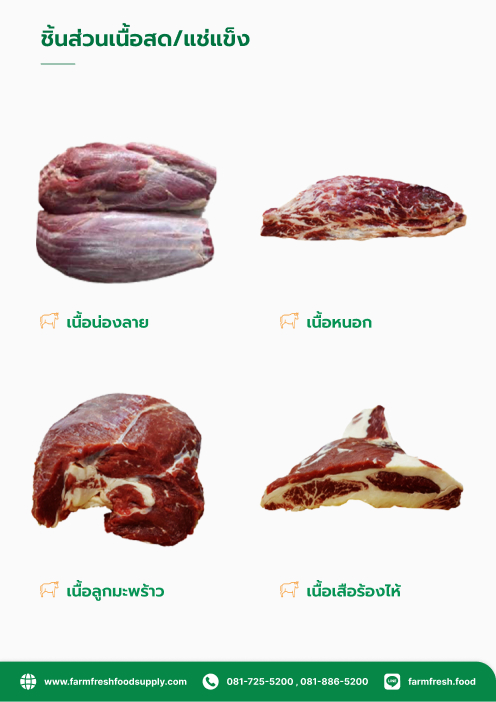 ชิ้นส่วนเนื้อสด/แช่แข็ง
เนื้อน่องลาย
เนื้อหนอก
เนื้อลูกมะพร้าว
เนื้อเสือร้องไห้
www.farmfreshfoodsupply.com
081-725-5200 , 081-886-5200
LINE
farmfresh.food